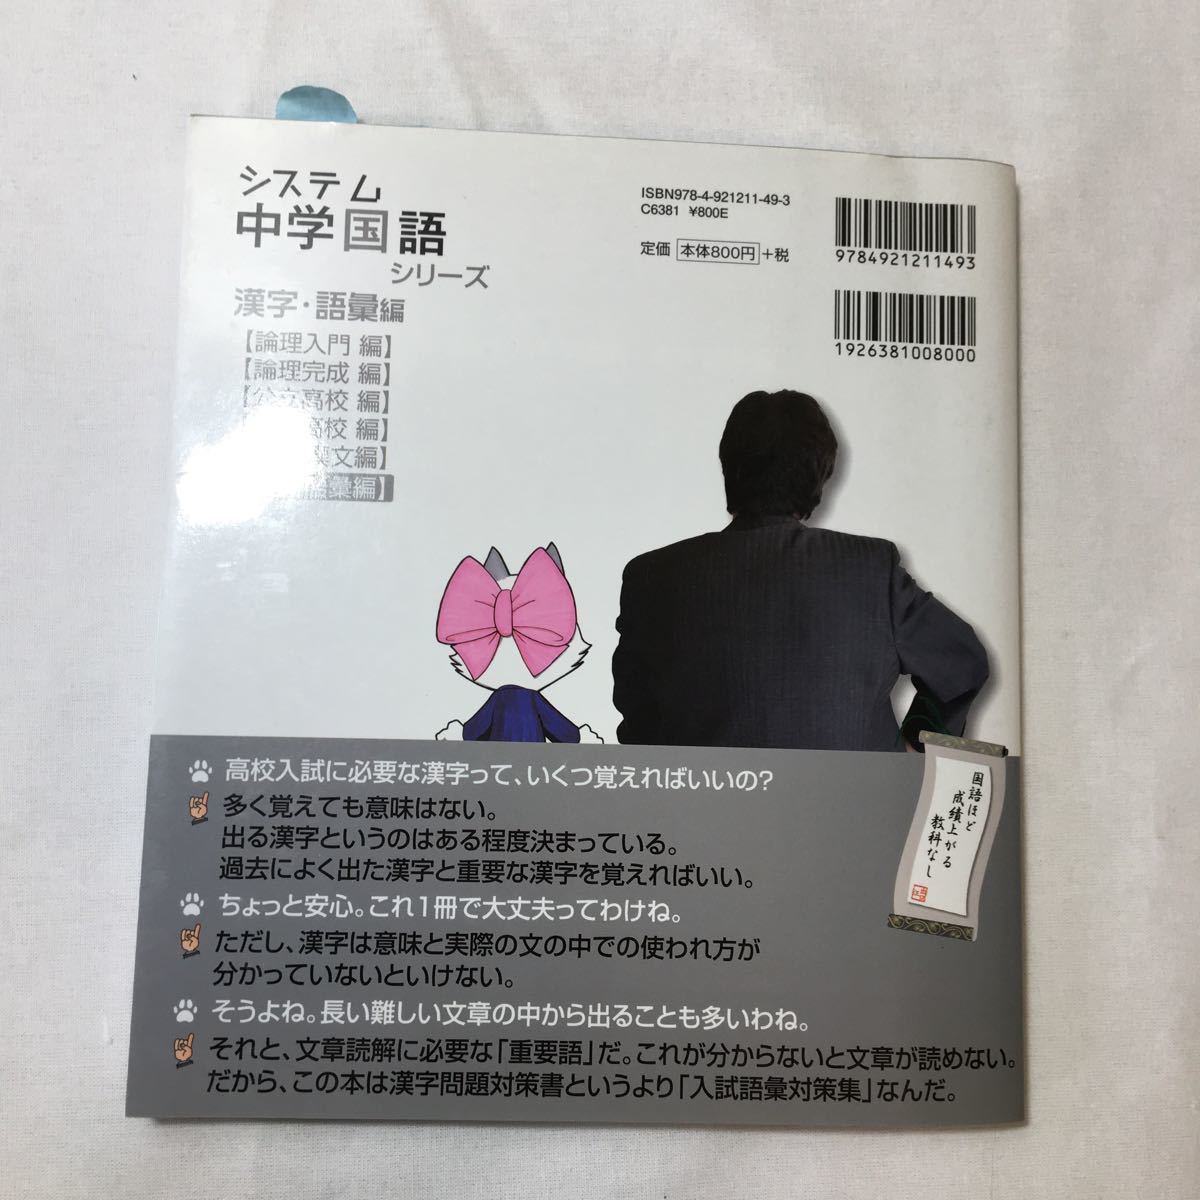 システム
中学国語
シリーズ
漢字・語彙編
【論理入門 編】
【論理完成 編】
高校 編】
高校 編】
文編】
語彙編】
ISBN978-4-921211-49-3
C6381 ¥800E
定価 本体800円+税
9784921211493
1926381008000
高校入試に必要な漢字って、いくつ覚えればいいの?
多く覚えても意味はない。
出る漢字というのはある程度決まっている。
過去によく出た漢字と重要な漢字を覚えればいい。
ちょっと安心。これ1冊で大丈夫ってわけね。
ただし、漢字は意味と実際の文の中での使われ方が
分かっていないといけない。
そうよね。長い難しい文章の中から出ることも多いわね。
それと、文章読解に必要な「重要語」だ。これが分からないと文章が読めない。
だから、この本は漢字問題対策書というより「入試語彙対策集」なんだ。
国語ほど
成績上がる
教科なし